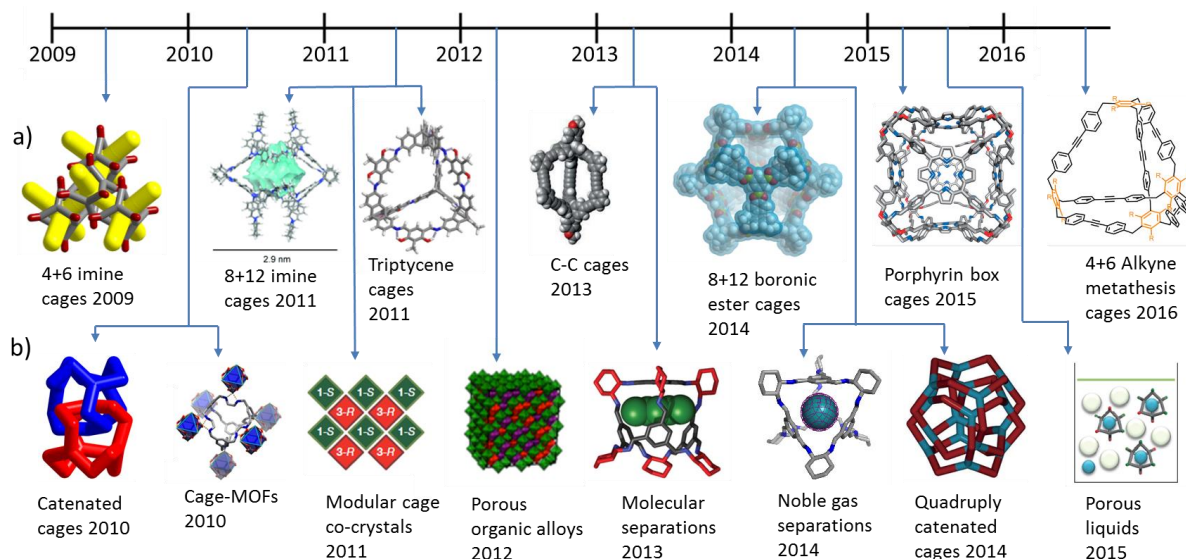 2009 2010 2011 2012 2013 2014 2015 2016
a)
2.9 nm
4+6 imine
cages 2009
8+12 imine
cages 2011
Triptycene
cages
2011
C-C cages
2013
8+12 boronic
ester cages
2014
Porphyrin box
cages 2015
R
R
R
R
R
R
R
R
4+6 Alkyne
metathesis
cages 2016
b)
1-S 1-S
3-R 3-R
1-S 1-S 1-S
3-R 3-R
Catenated
cages 2010
Cage-MOFs
2010
Modular cage
co-crystals
2011
Porous
organic alloys
2012
Molecular
separations
2013
Noble gas
separations
2014
Quadruply
catenated
cages 2014
Porous
liquids
2015